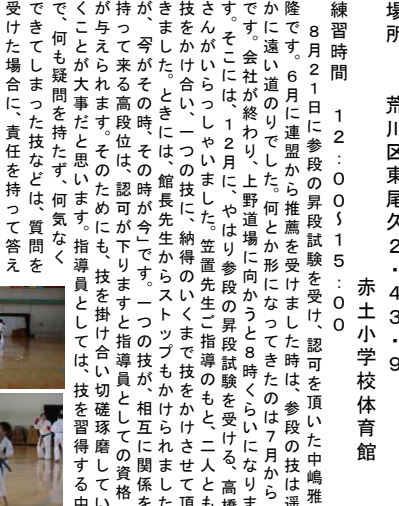 場所　　荒川区東尾久２・４３・９
赤土小学校体育館
練習時間　１２：００～１５：００
８月２１日に参段の昇段試験を受け、認可を頂いた中嶋雅
隆です。６月に連盟から推薦を受けました時は、参段の技は遥
かに遠い道のりでした。何とか形になってきたのは７月から
です。会社が終わり、上野道場に向かうと８時くらいになりま
す。そこには、１２月に、やはり参段の昇段試験を受ける、高橋
さんがいらっしゃいました。笠置先生ご指導のもと、二人とも
技をかけ合い、一つの技に、納得のいくまで技をかけさせて頂
きました。ときには、館長先生からストップもかけられました
が、「今がその時、その時が今」です。一つの技が、相互に関係を
持って来る高段位は、認可が下りますと指導員としての資格
が与えられます。そのためにも、技を掛け合い切磋琢磨してい
くことが大事だと思います。指導員としては、技を習得する中
で、何も疑問を持たず、何気なく
できてしまった技などは、質問を
受けた場合に、責任を持って答え